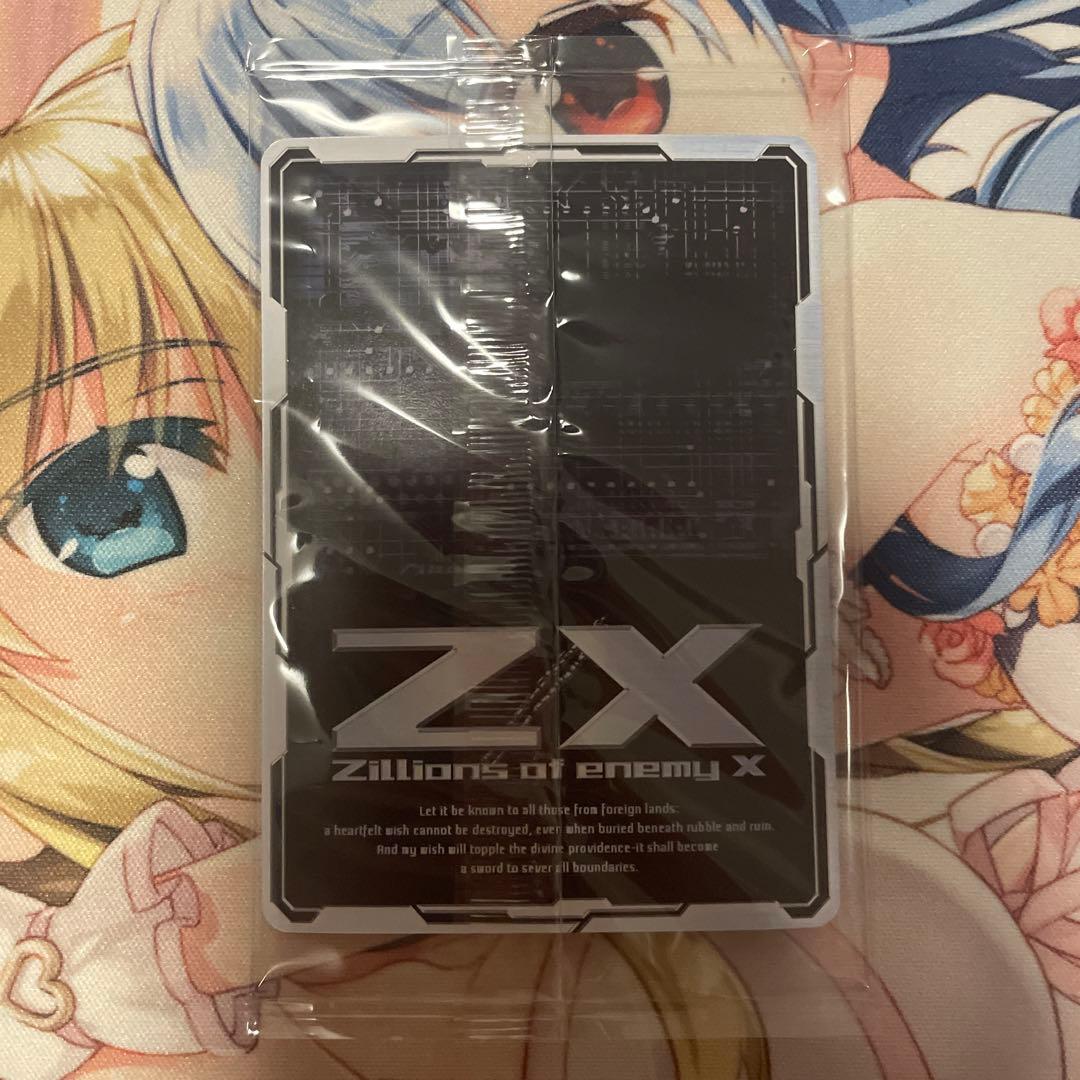 Z/X
Zillions of enemy X
Let it be known to all those from foreign lands:
a heartfelt wish cannot be destroyed, even when buried beneath rubble and ruin.
And my wish will topple the divine providence-it shall become
a sword to sever all boundaries.